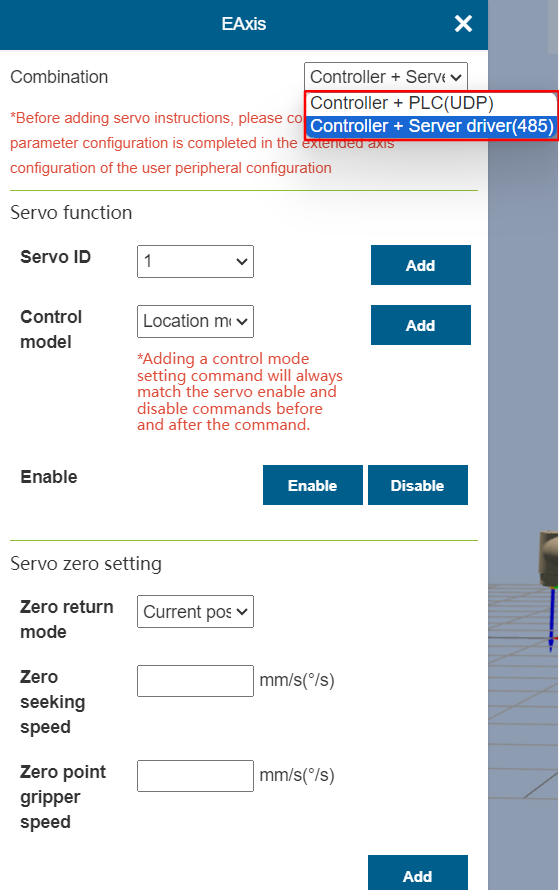 EAxis
Combination
Controller + Serve
Controller + PLC(UDP)
Controller + Server driver(485)
*Before adding servo instructions, please co
parameter configuration is completed in the extended axis
configuration of the user peripheral configuration
Servo function
Servo ID
1
Add
Control
model
Location m
Add
*Adding a control mode
setting command will always
match the servo enable and
disable commands before
and after the command.
Enable
Enable
Disable
Servo zero setting
Zero return
mode
Current pos
Zero
seeking
speed
mm/s(°/s)
Zero point
gripper
speed
mm/s(°/s)
Add